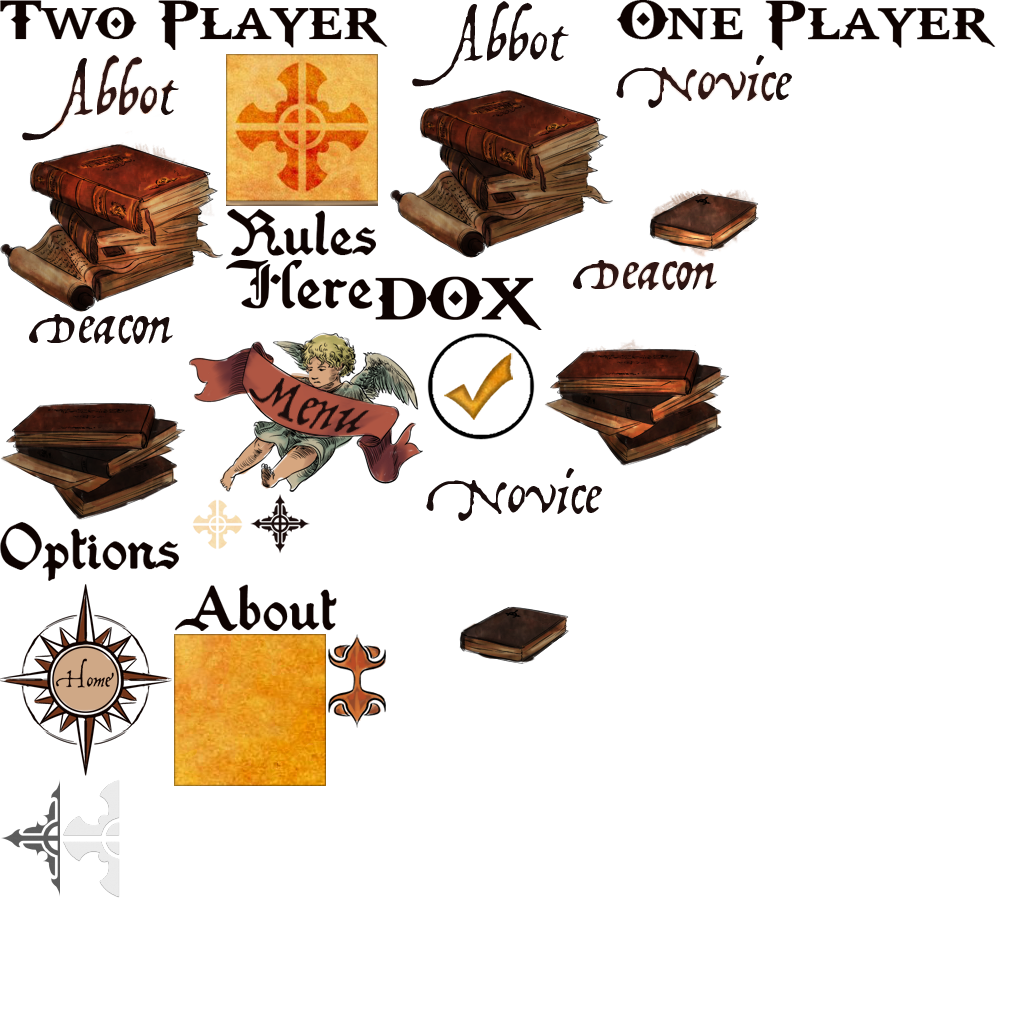 TWO PLAYER
Abbot
ONE PLAYER
Abbot
Novice
Rules
Here
DOX
Deacon
Deacon
Menu
Novice
Options
About
Home